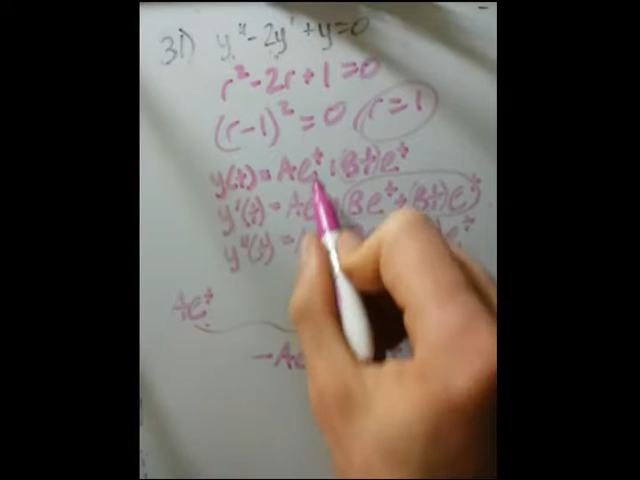 31) y" - 2y' + y = 0
r² - 2r + 1 = 0
(r - 1)² = 0 r = 1
y(t) = Ae^t + (Bt)e^t
y'(t) = Ae (Be^t + (Bt)e^t
y"(y) = e^t
Ae^t
- Ae